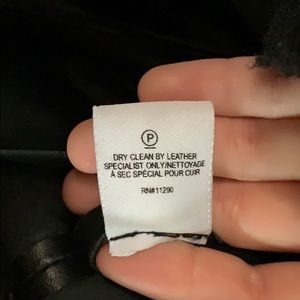 P
DRY CLEAN BY LEATHER
SPECIALIST ONLY/NETTOYAGE
À SEC SPÉCIAL POUR CUIR
RN#11290